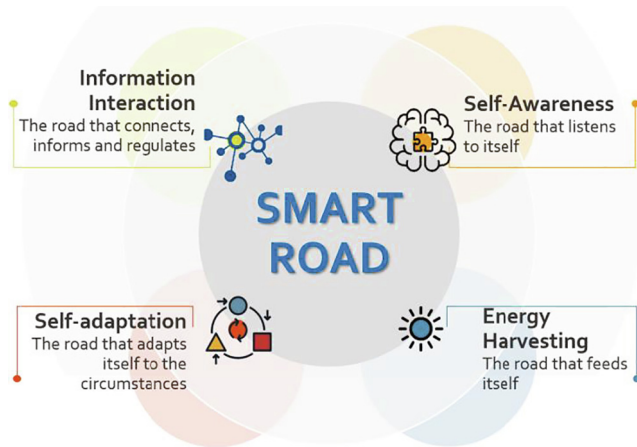 Information
Interaction
The road that connects,
informs and regulates
Self-Awareness
The road that listens
to itself
SMART
ROAD
Self-adaptation
The road that adapts
itself to the
circumstances
Energy
Harvesting
The road that feeds
itself